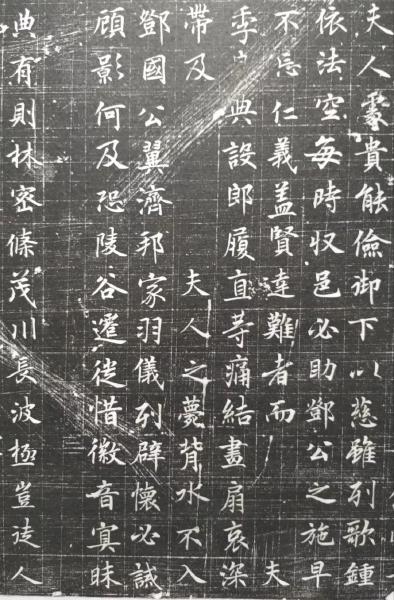 夫人處貴能儉御下以慈雖列歌鍾
依法空每時收邑必助鄧公之施早
不忘仁義盖賢達難者而 夫
季 典設郎履直䓁痛結晝扇哀深
帶及 夫人之薨背水不入
鄧國公翼濟邦家羽儀列辟懷必誡
顧影何及恐陵谷遷徙惜徽音寘昧
典有則林密條茂川長波極豈徒人